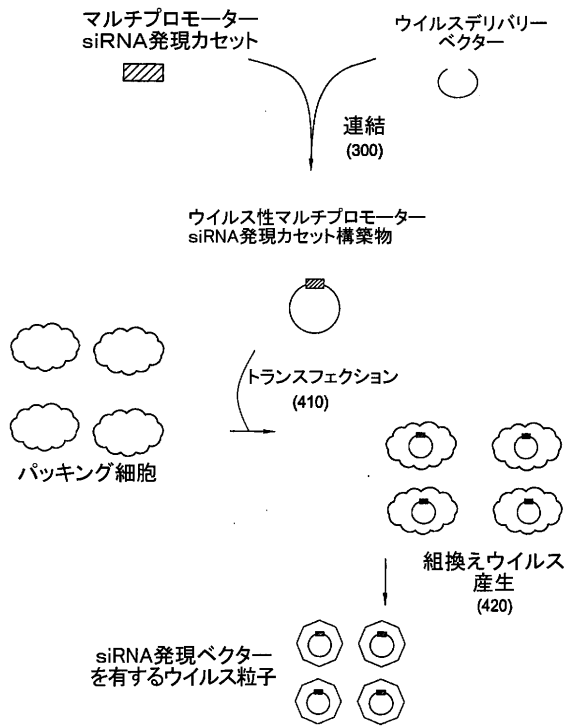 マルチプロモーター
siRNA発現カセット
ウイルスデリバリー
ベクター
連結
(300)
ウイルス性マルチプロモーター
siRNA発現カセット構築物
トランスフェクション
(410)
パッキング細胞
組換えウイルス
産生
(420)
siRNA発現ベクター
を有するウイルス粒子